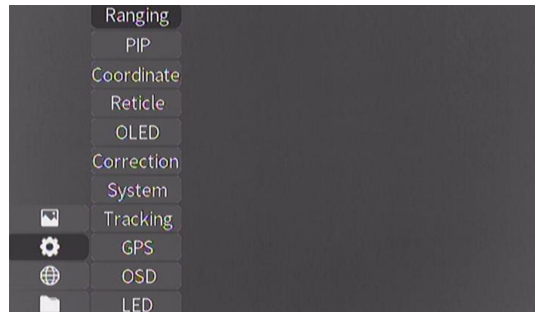 Ranging
PIP
Coordinate
Reticle
OLED
Correction
System
Tracking
GPS
OSD
LED